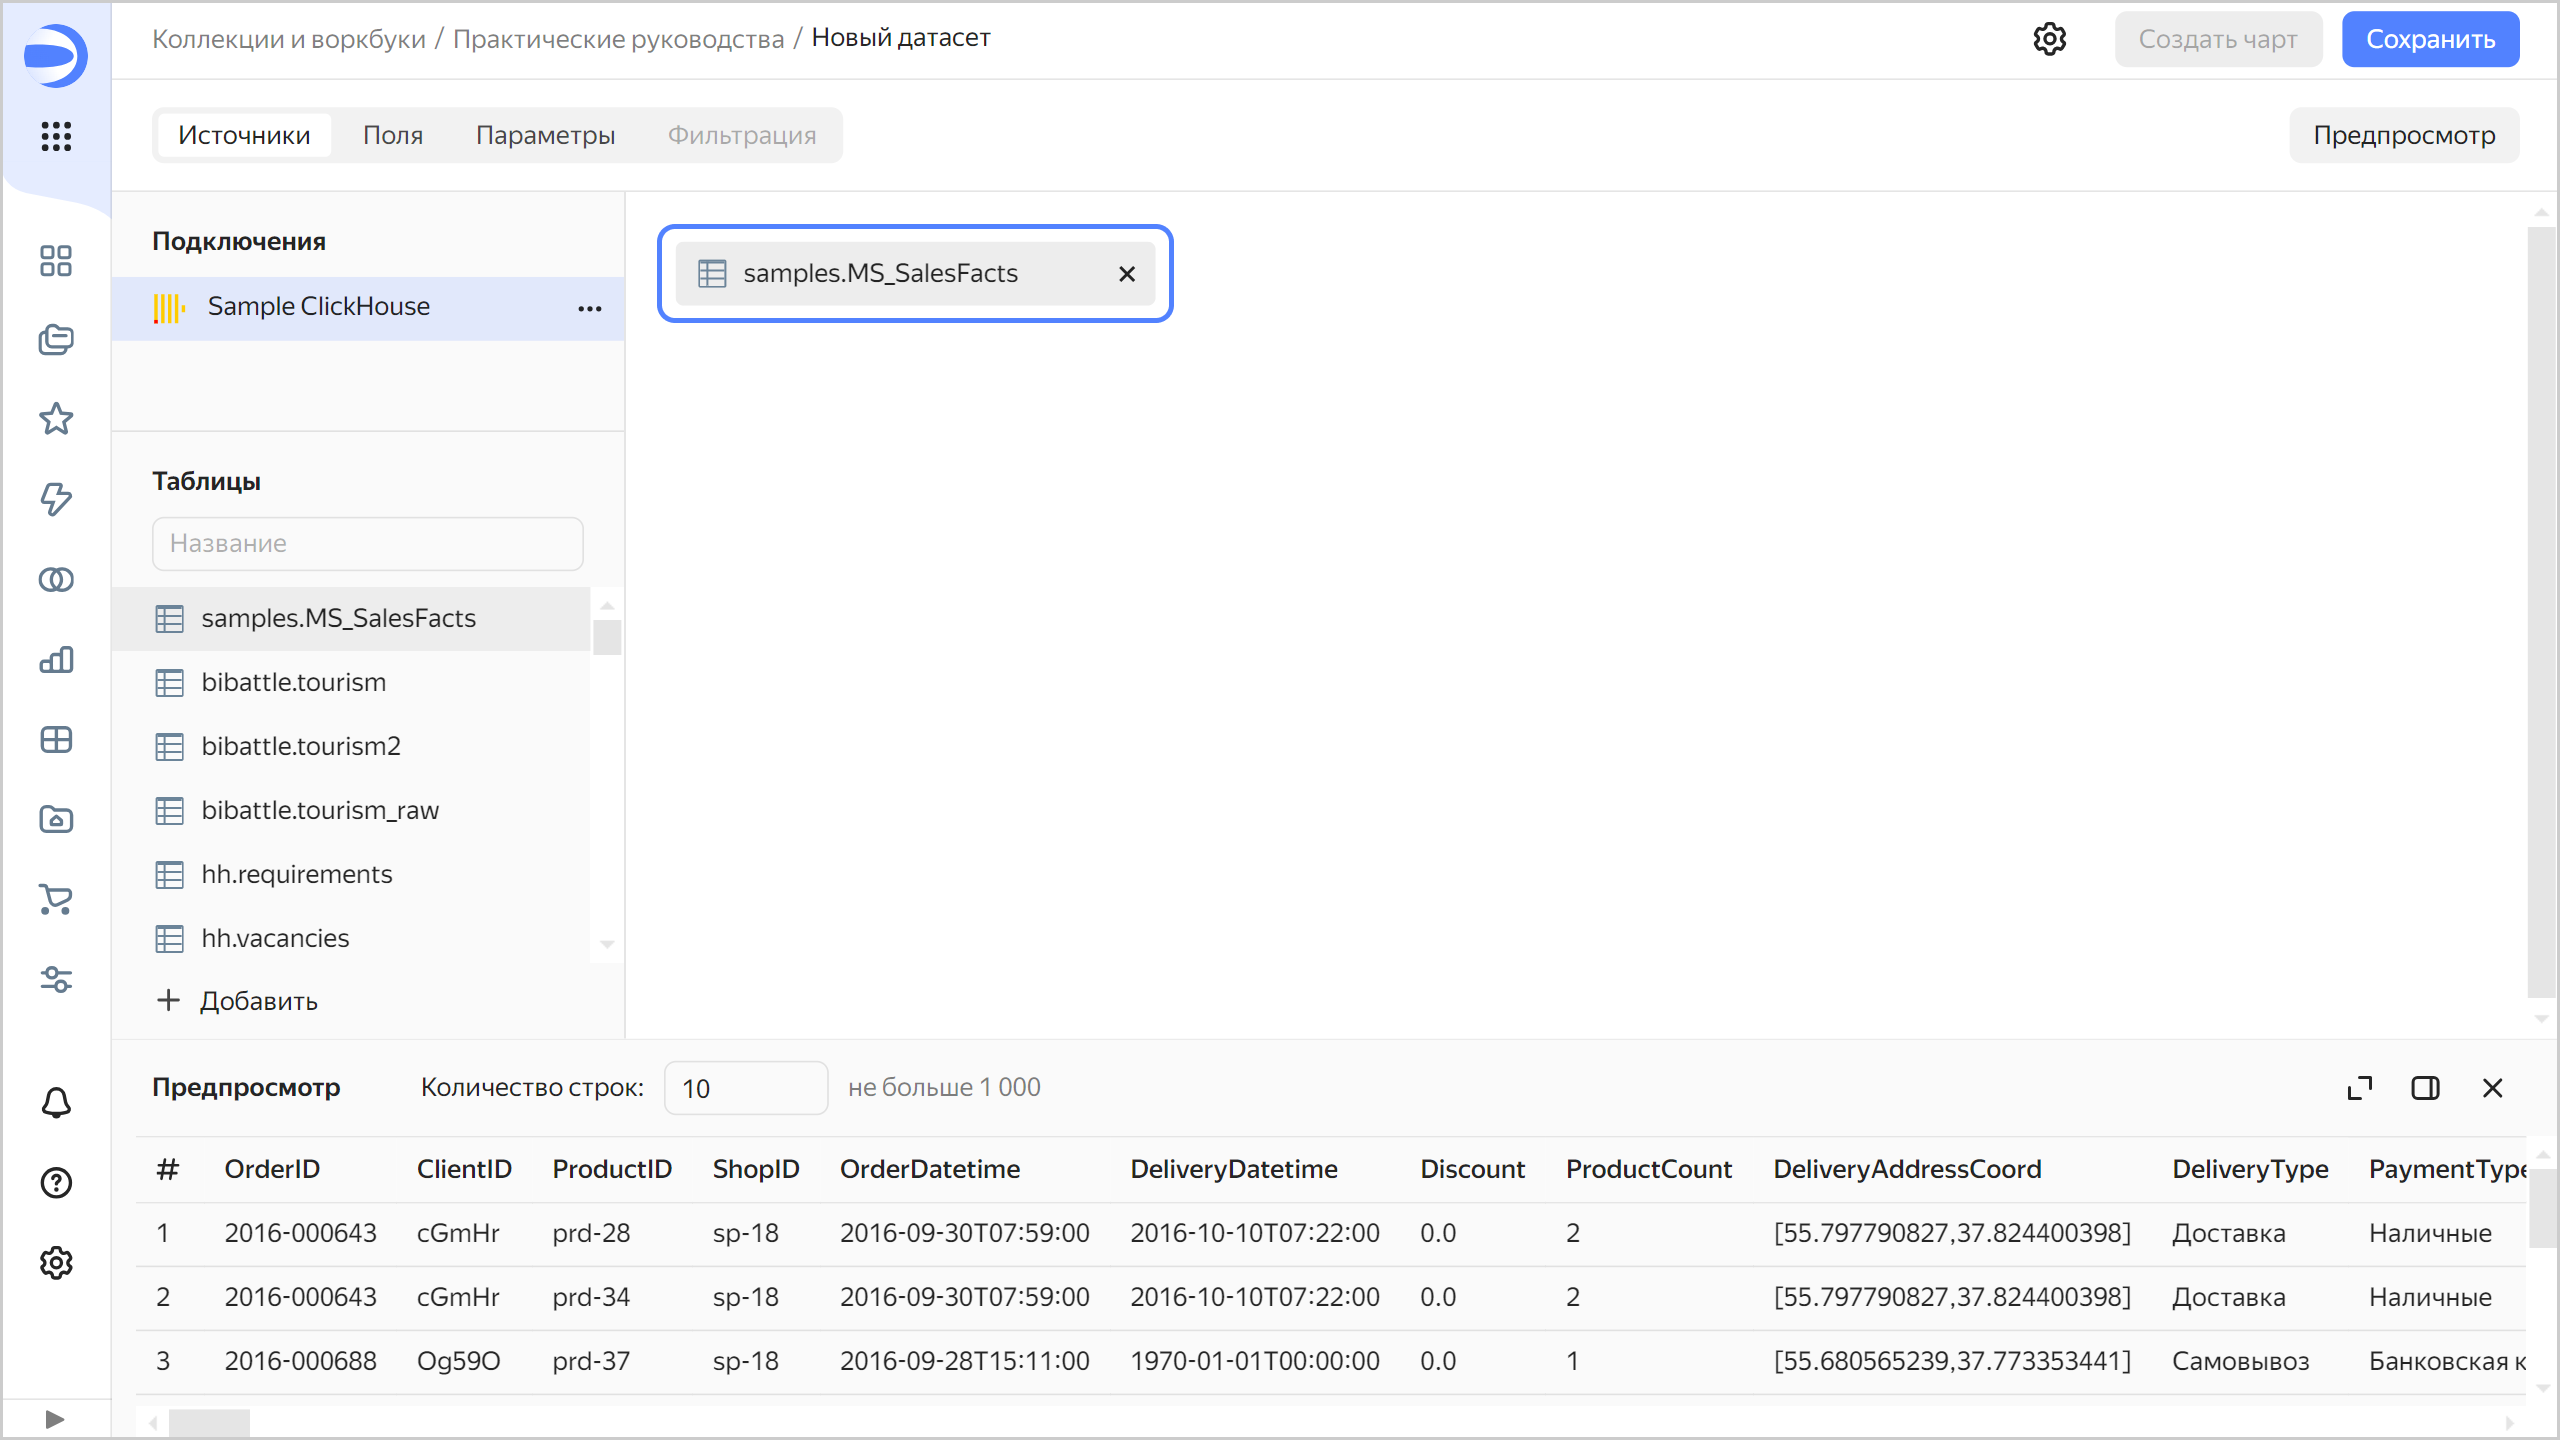 Коллекции и воркбуки / Практические руководства / Новый датасет
Создать чарт
Сохранить
Источники Поля Параметры Фильтрация
Предпросмотр
Подключения
Sample ClickHouse
samples.MS_SalesFacts
Таблицы
Название
samples.MS_SalesFacts
bibattle.tourism
bibattle.tourism2
bibattle.tourism_raw
hh.requirements
hh.vacancies
+ Добавить
Предпросмотр Количество строк: 10 не больше 1 000
# OrderID ClientID ProductID ShopID OrderDatetime DeliveryDatetime Discount ProductCount DeliveryAddressCoord DeliveryType PaymentType
1 2016-000643 cGmHr prd-28 sp-18 2016-09-30T07:59:00 2016-10-10T07:22:00 0.0 2 [55.797790827,37.824400398] Доставка Наличные
2 2016-000643 cGmHr prd-34 sp-18 2016-09-30T07:59:00 2016-10-10T07:22:00 0.0 2 [55.797790827,37.824400398] Доставка Наличные
3 2016-000688 Og59O prd-37 sp-18 2016-09-28T15:11:00 1970-01-01T00:00:00 0.0 1 [55.680565239,37.773353441] Самовывоз Банковская к